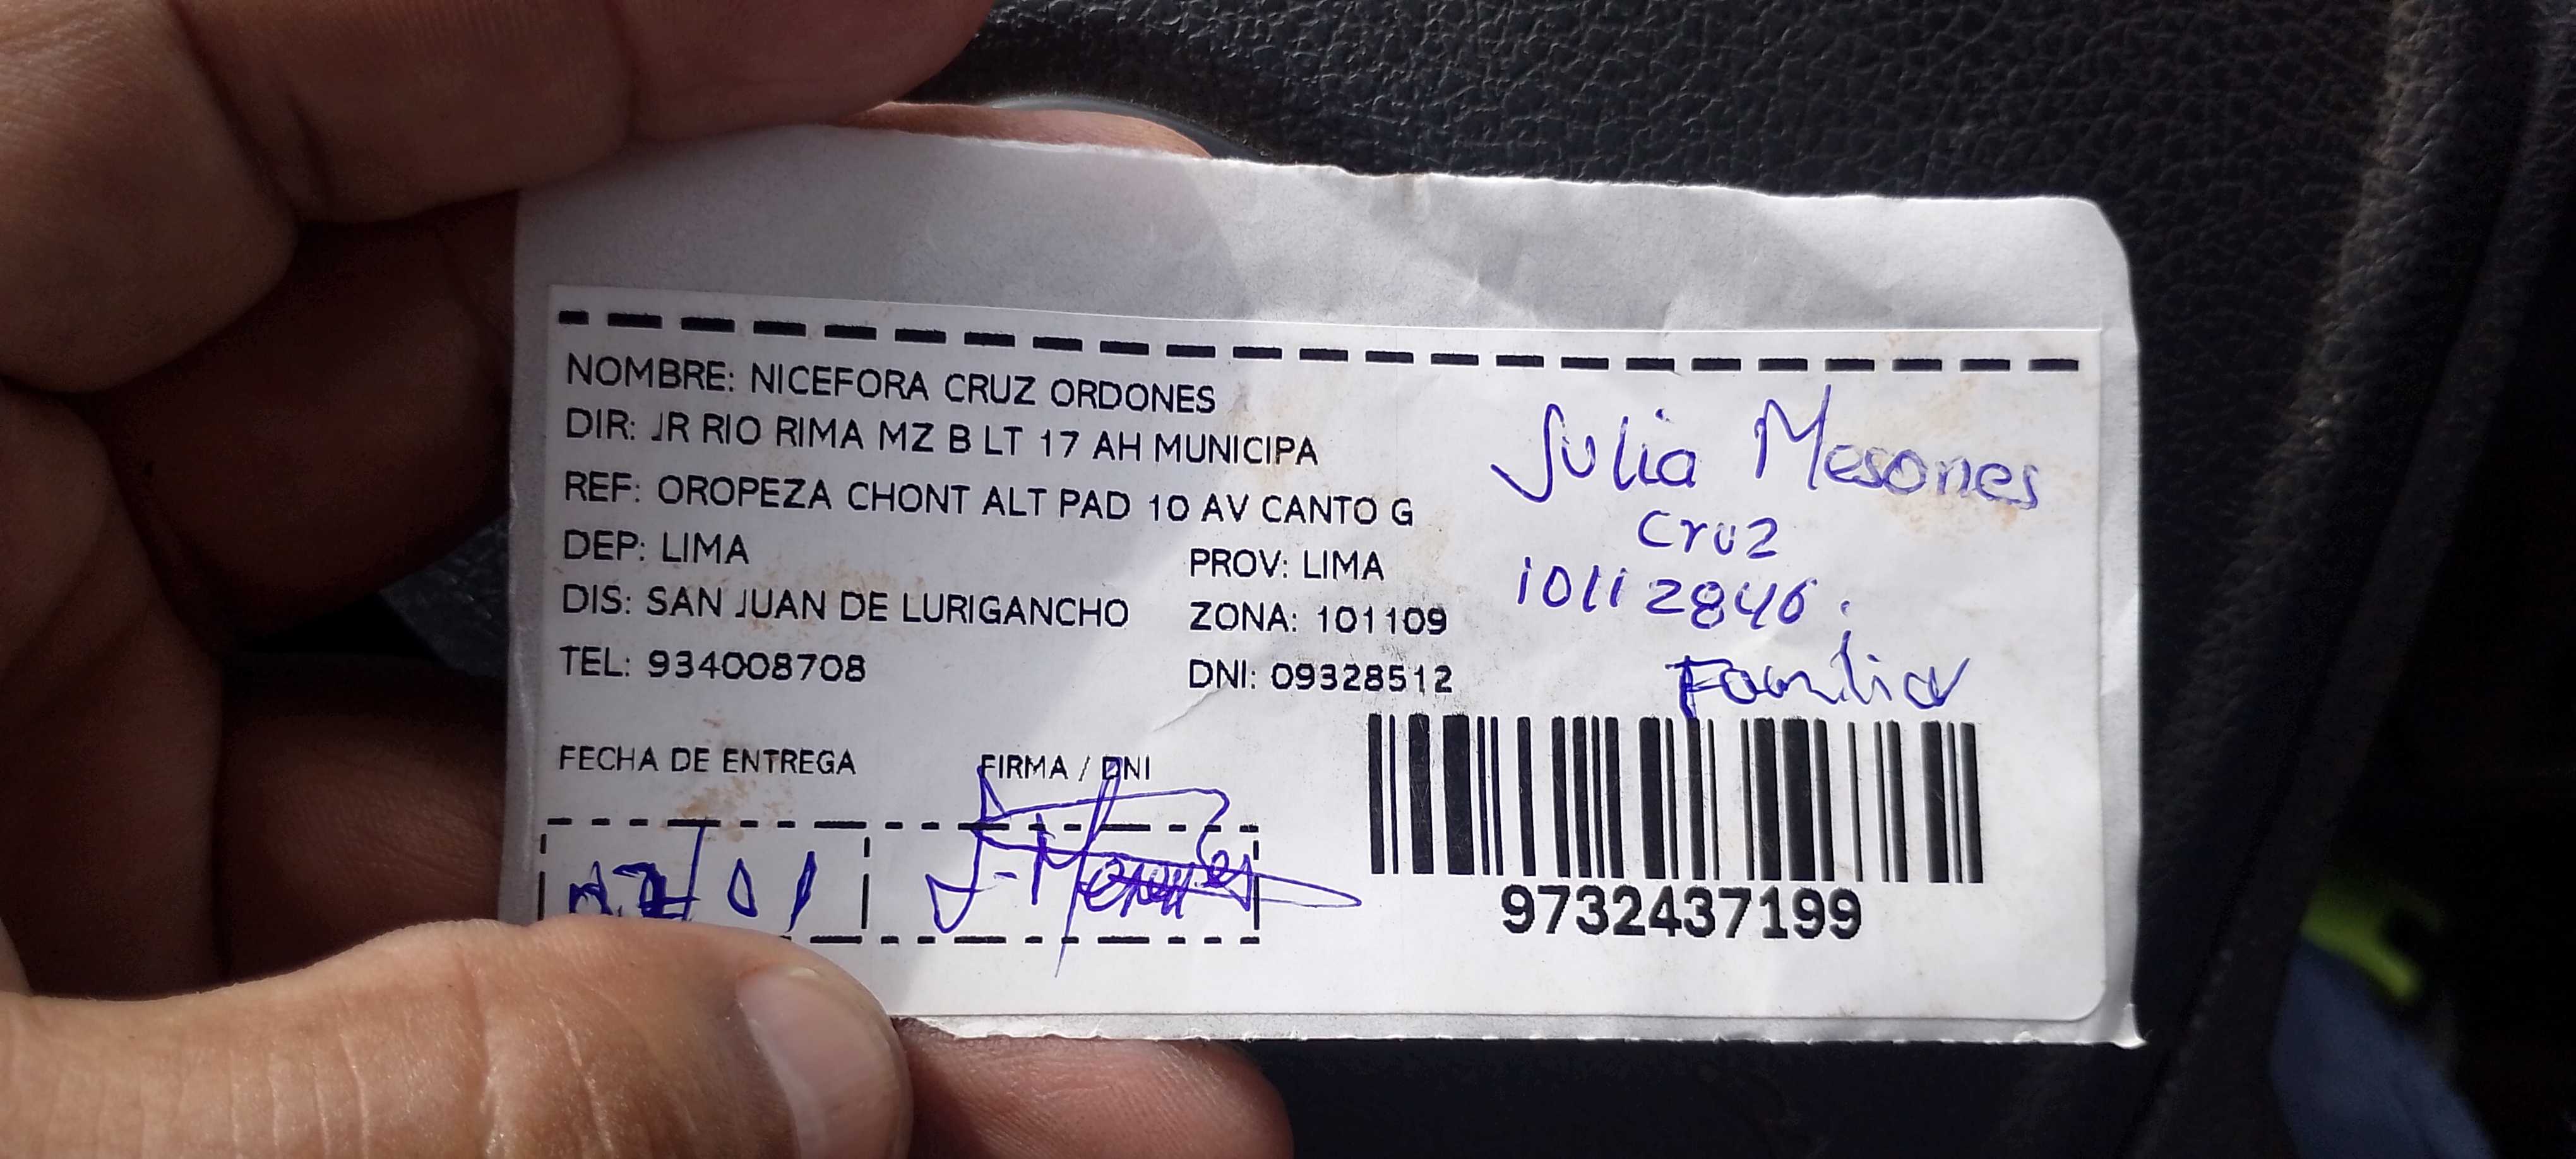 NOMBRE: NICEFORA CRUZ ORDONES
DIR: JR RIO RIMA MZ B LT 17 AH MUNICIPA
REF: OROPEZA CHONT ALT PAD 10 AV CANTO G
DEP: LIMA PROV: LIMA
DIS: SAN JUAN DE LURIGANCHO ZONA: 101109
TEL: 934008708 DNI: 09328512
Julia Mesones
Cruz
10112846.
Familia
FECHA DE ENTREGA FIRMA / DNI
/01 J-Mesones
9732437199